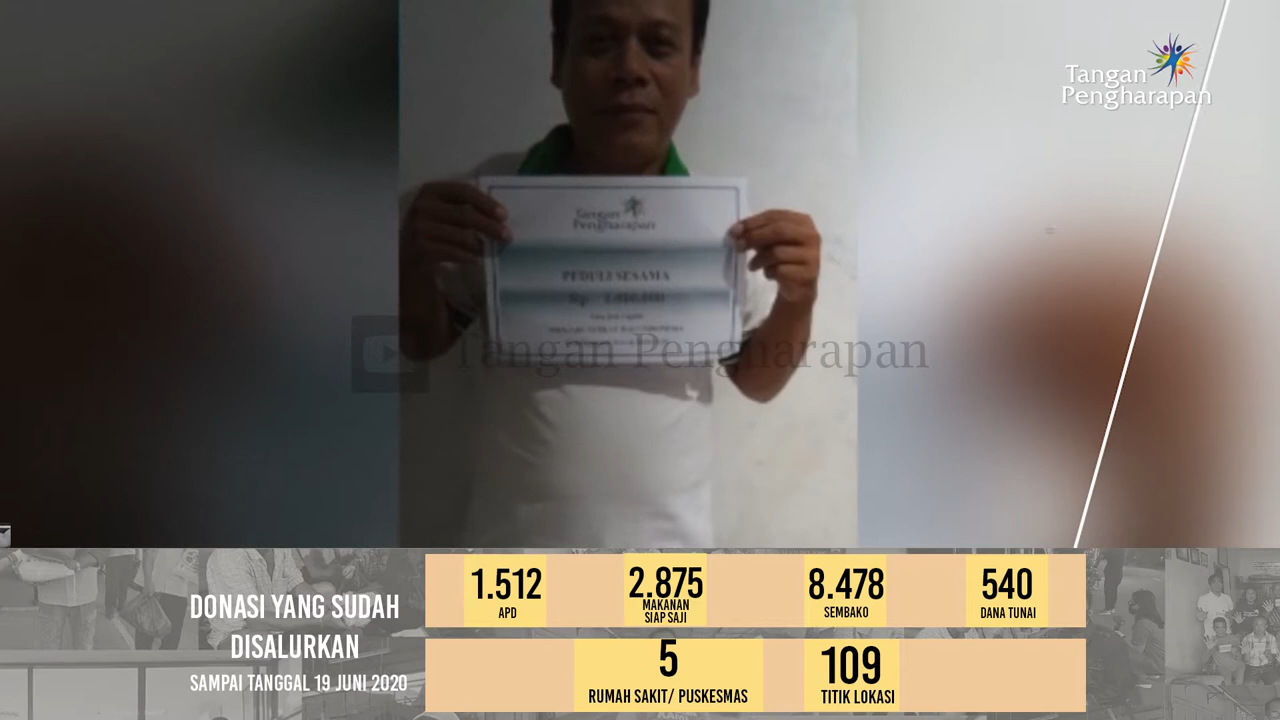 Tangan
Pengharapan
Tangan
Pengharapan
PEDULI SESAMA
Rp
Tangan Pengharapan
DONASI YANG SUDAH
DISALURKAN
SAMPAI TANGGAL 19 JUNI 2020
1.512
APD
2.875
MAKANAN
SIAP SAJI
8.478
SEMBAKO
540
DANA TUNAI
5
RUMAH SAKIT/ PUSKESMAS
109
TITIK LOKASI